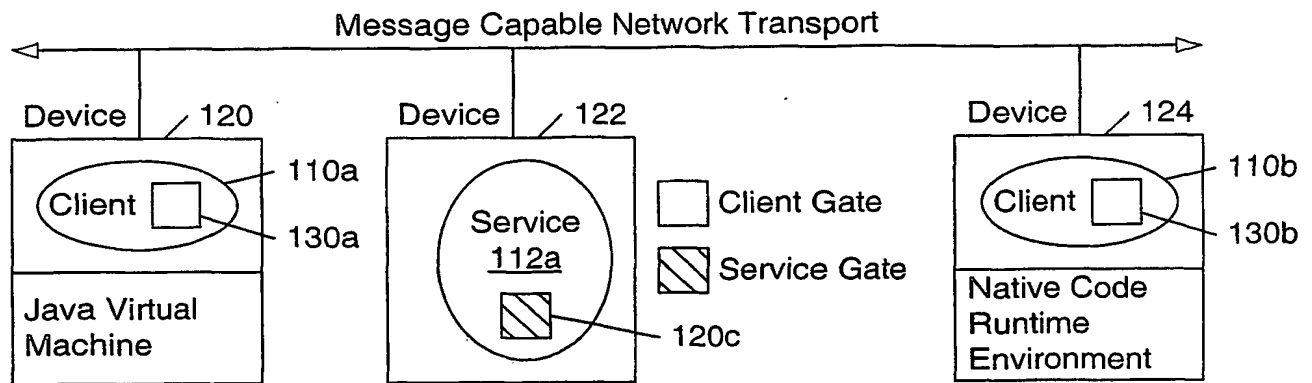 Message Capable Network Transport
Device
120
Device
122
Device
124
Client
110a
130a
Java Virtual
Machine
Service
112a
120c
Client Gate
Service Gate
Client
110b
130b
Native Code
Runtime
Environment